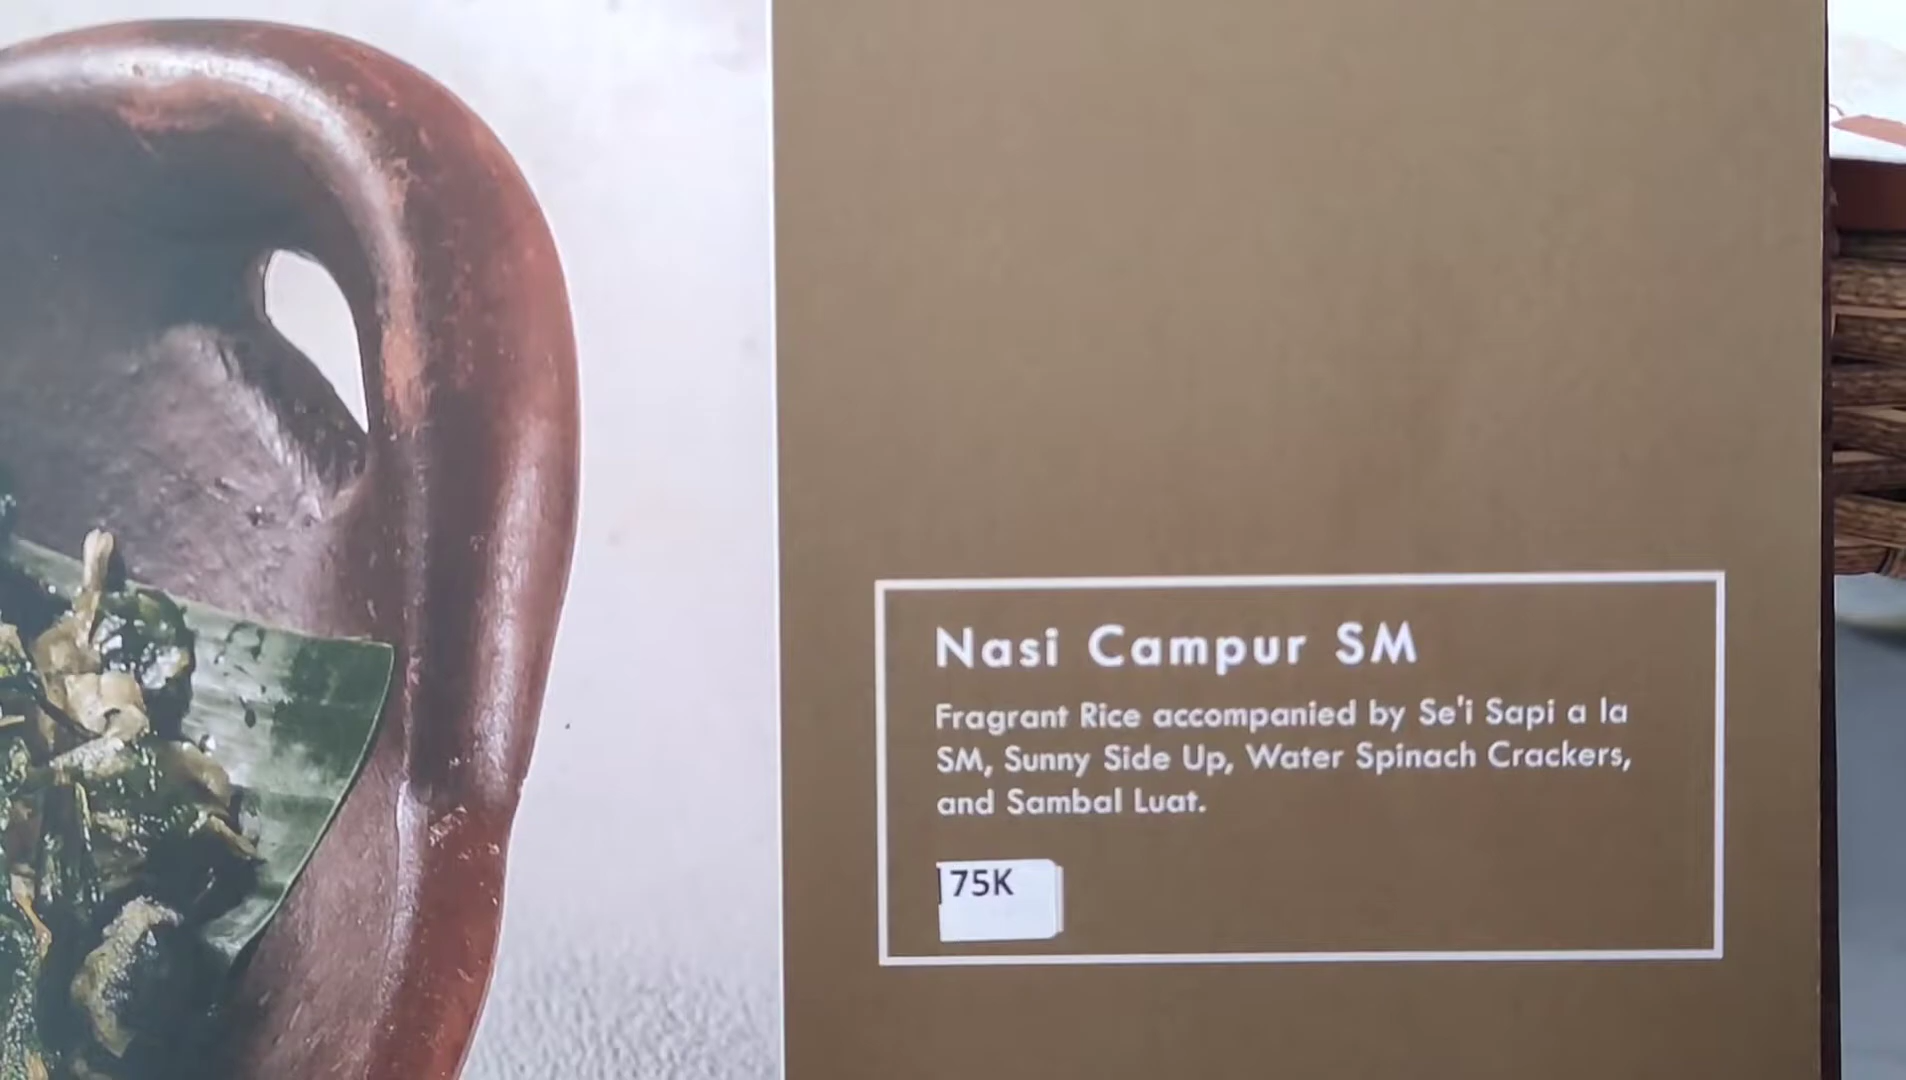 Nasi Campur SM
Fragrant Rice accompanied by Se'i Sapi a la
SM, Sunny Side Up, Water Spinach Crackers,
and Sambal Luat.
75K